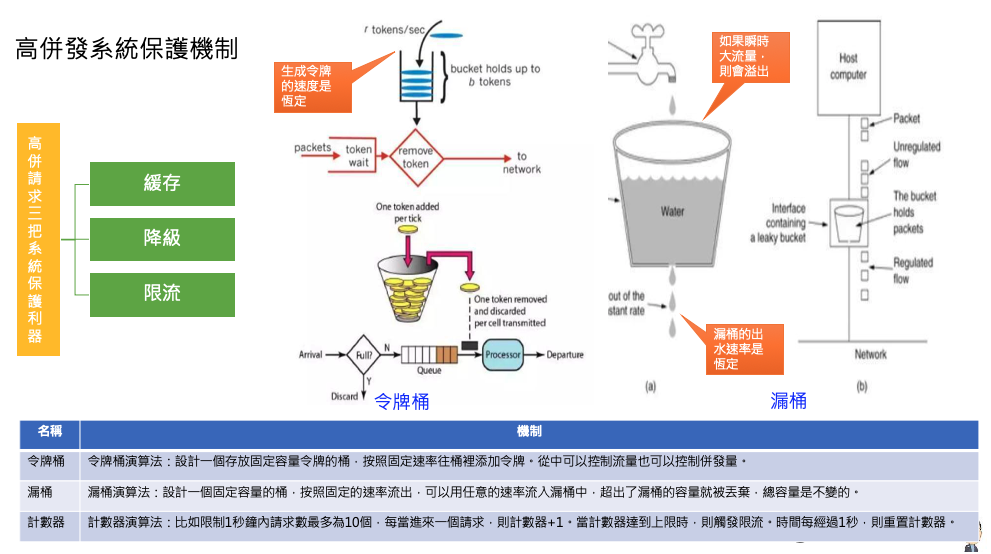 高併發系統保護機制
高
併
請
求
三
把
系
統
保
護
利
器
緩存
降級
限流
r tokens/sec
生成令牌
的速度是
恆定
bucket holds up to
b tokens
packets
token
wait
remove
token
to
network
One token added
per tick
One token removed
and discarded
per cell transmitted
Arrival
Full?
N
Queue
Processor
Departure
Y
Discard
令牌桶
如果瞬時
大流量，
則會溢出
Water
out of the
stant rate
漏桶的出
水速率是
恆定
(a)
Host
computer
Packet
Unregulated
flow
The bucket
holds
packets
Interface
containing
a leaky bucket
Regulated
flow
Network
(b)
漏桶
名稱 機制
令牌桶 令牌桶演算法：設計一個存放固定容量令牌的桶，按照固定速率往桶裡添加令牌。從中可以控制流量也可以控制併發量。
漏桶 漏桶演算法：設計一個固定容量的桶，按照固定的速率流出，可以用任意的速率流入漏桶中，超出了漏桶的容量就被丟棄，總容量是不變的。
計數器 計數器演算法：比如限制1秒鐘內請求數最多為10個，每當進來一個請求，則計數器+1。當計數器達到上限時，則觸發限流。時間每經過1秒，則重置計數器。